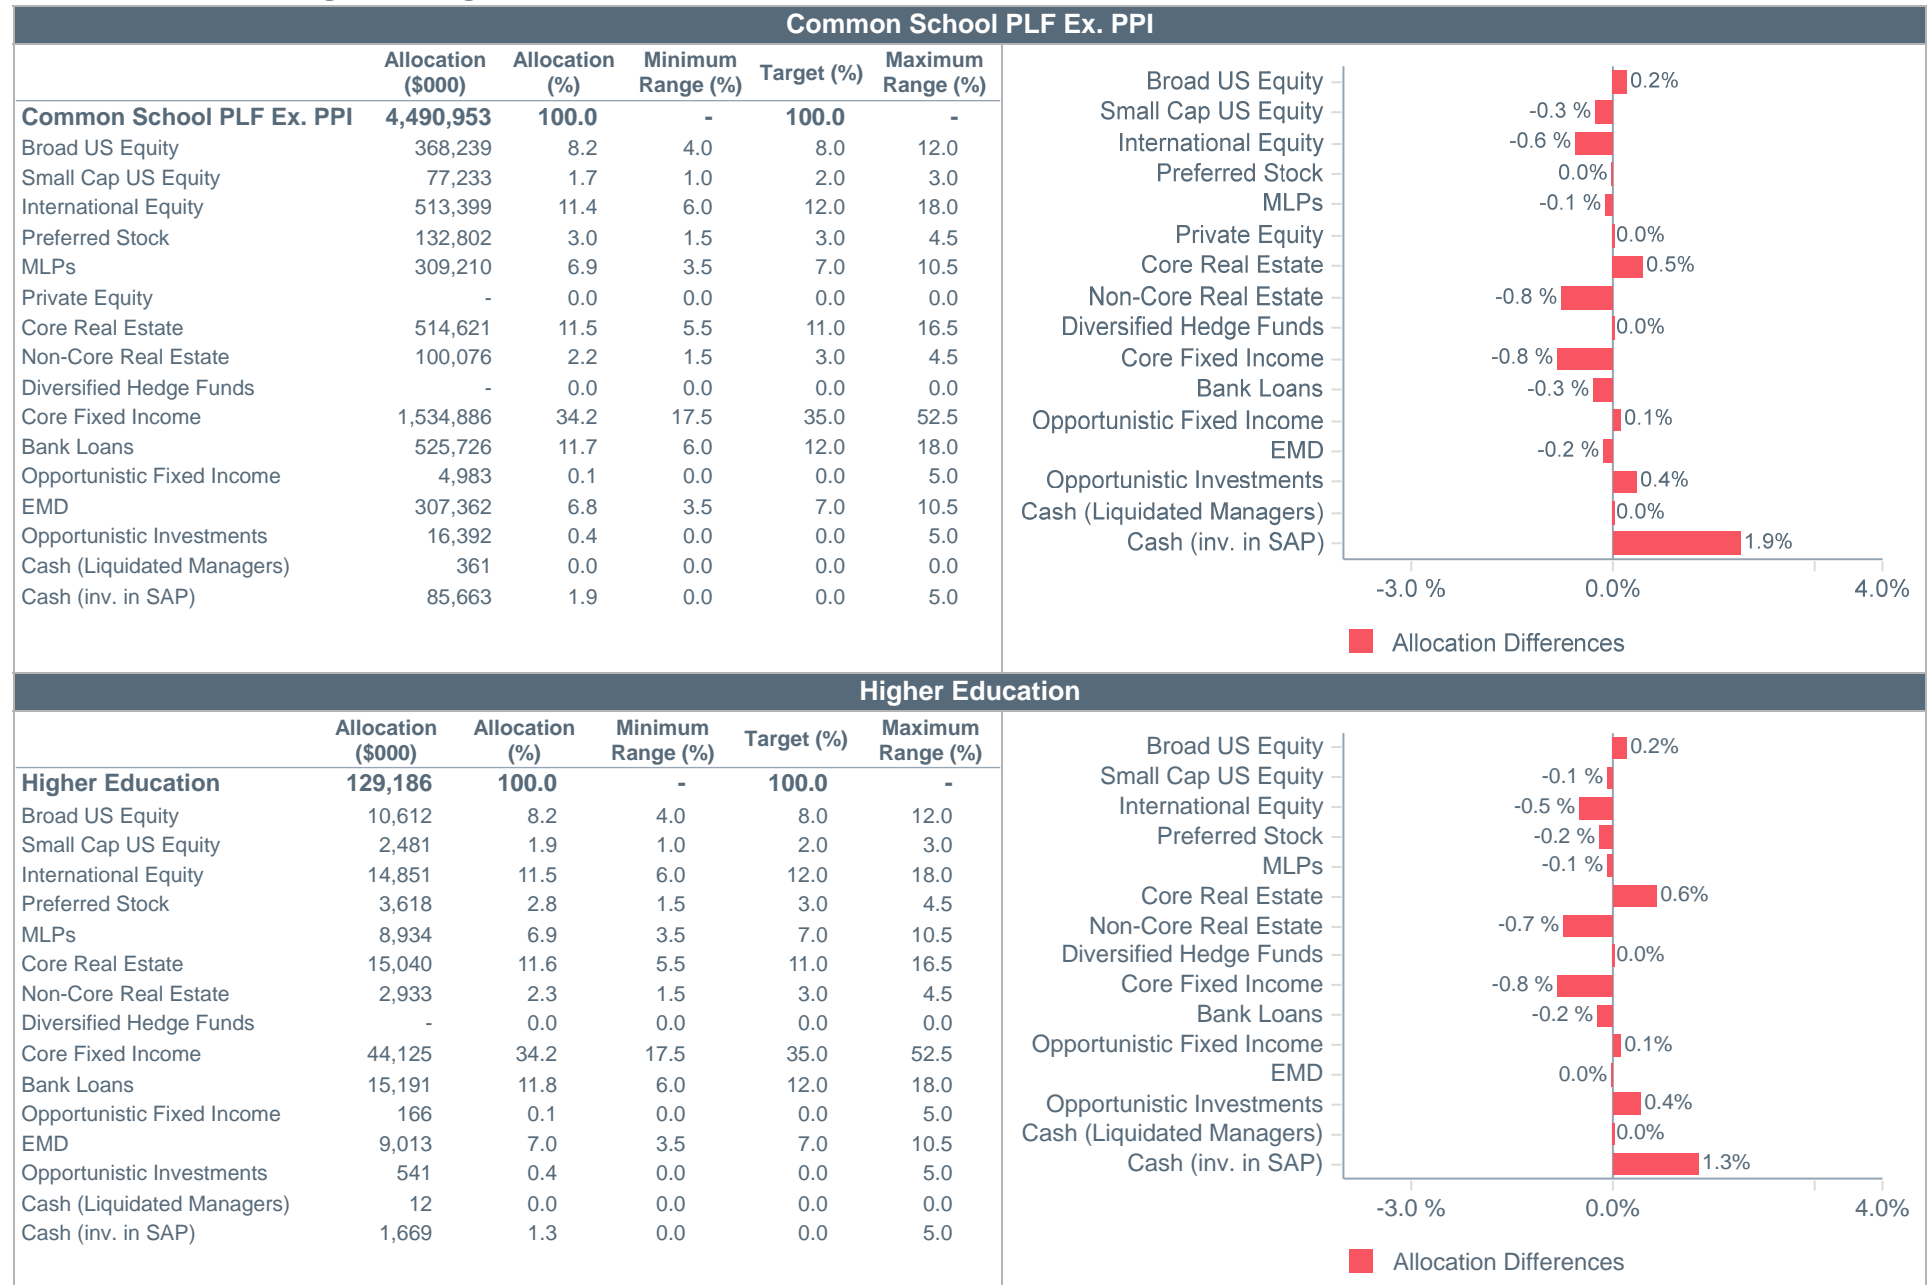 Common School PLF Ex. PPI
Allocation ($000) Allocation (%) Minimum Range (%) Target (%) Maximum Range (%)
Common School PLF Ex. PPI 4,490,953 100.0 - 100.0 -
Broad US Equity 368,239 8.2 4.0 8.0 12.0
Small Cap US Equity 77,233 1.7 1.0 2.0 3.0
International Equity 513,399 11.4 6.0 12.0 18.0
Preferred Stock 132,802 3.0 1.5 3.0 4.5
MLPs 309,210 6.9 3.5 7.0 10.5
Private Equity - 0.0 0.0 0.0 0.0
Core Real Estate 514,621 11.5 5.5 11.0 16.5
Non-Core Real Estate 100,076 2.2 1.5 3.0 4.5
Diversified Hedge Funds - 0.0 0.0 0.0 0.0
Core Fixed Income 1,534,886 34.2 17.5 35.0 52.5
Bank Loans 525,726 11.7 6.0 12.0 18.0
Opportunistic Fixed Income 4,983 0.1 0.0 0.0 5.0
EMD 307,362 6.8 3.5 7.0 10.5
Opportunistic Investments 16,392 0.4 0.0 0.0 5.0
Cash (Liquidated Managers) 361 0.0 0.0 0.0 0.0
Cash (inv. in SAP) 85,663 1.9 0.0 0.0 5.0
Broad US Equity 0.2%
Small Cap US Equity -0.3 %
International Equity -0.6 %
Preferred Stock 0.0%
MLPs -0.1 %
Private Equity 0.0%
Core Real Estate 0.5%
Non-Core Real Estate -0.8 %
Diversified Hedge Funds 0.0%
Core Fixed Income -0.8 %
Bank Loans -0.3 %
Opportunistic Fixed Income 0.1%
EMD -0.2 %
Opportunistic Investments 0.4%
Cash (Liquidated Managers) 0.0%
Cash (inv. in SAP) 1.9%
-3.0 % 0.0% 4.0%
Allocation Differences
Higher Education
Allocation ($000) Allocation (%) Minimum Range (%) Target (%) Maximum Range (%)
Higher Education 129,186 100.0 - 100.0 -
Broad US Equity 10,612 8.2 4.0 8.0 12.0
Small Cap US Equity 2,481 1.9 1.0 2.0 3.0
International Equity 14,851 11.5 6.0 12.0 18.0
Preferred Stock 3,618 2.8 1.5 3.0 4.5
MLPs 8,934 6.9 3.5 7.0 10.5
Core Real Estate 15,040 11.6 5.5 11.0 16.5
Non-Core Real Estate 2,933 2.3 1.5 3.0 4.5
Diversified Hedge Funds - 0.0 0.0 0.0 0.0
Core Fixed Income 44,125 34.2 17.5 35.0 52.5
Bank Loans 15,191 11.8 6.0 12.0 18.0
Opportunistic Fixed Income 166 0.1 0.0 0.0 5.0
EMD 9,013 7.0 3.5 7.0 10.5
Opportunistic Investments 541 0.4 0.0 0.0 5.0
Cash (Liquidated Managers) 12 0.0 0.0 0.0 0.0
Cash (inv. in SAP) 1,669 1.3 0.0 0.0 5.0
Broad US Equity 0.2%
Small Cap US Equity -0.1 %
International Equity -0.5 %
Preferred Stock -0.2 %
MLPs -0.1 %
Core Real Estate 0.6%
Non-Core Real Estate -0.7 %
Diversified Hedge Funds 0.0%
Core Fixed Income -0.8 %
Bank Loans -0.2 %
Opportunistic Fixed Income 0.1%
EMD 0.0%
Opportunistic Investments 0.4%
Cash (Liquidated Managers) 0.0%
Cash (inv. in SAP) 1.3%
-3.0 % 0.0% 4.0%
Allocation Differences